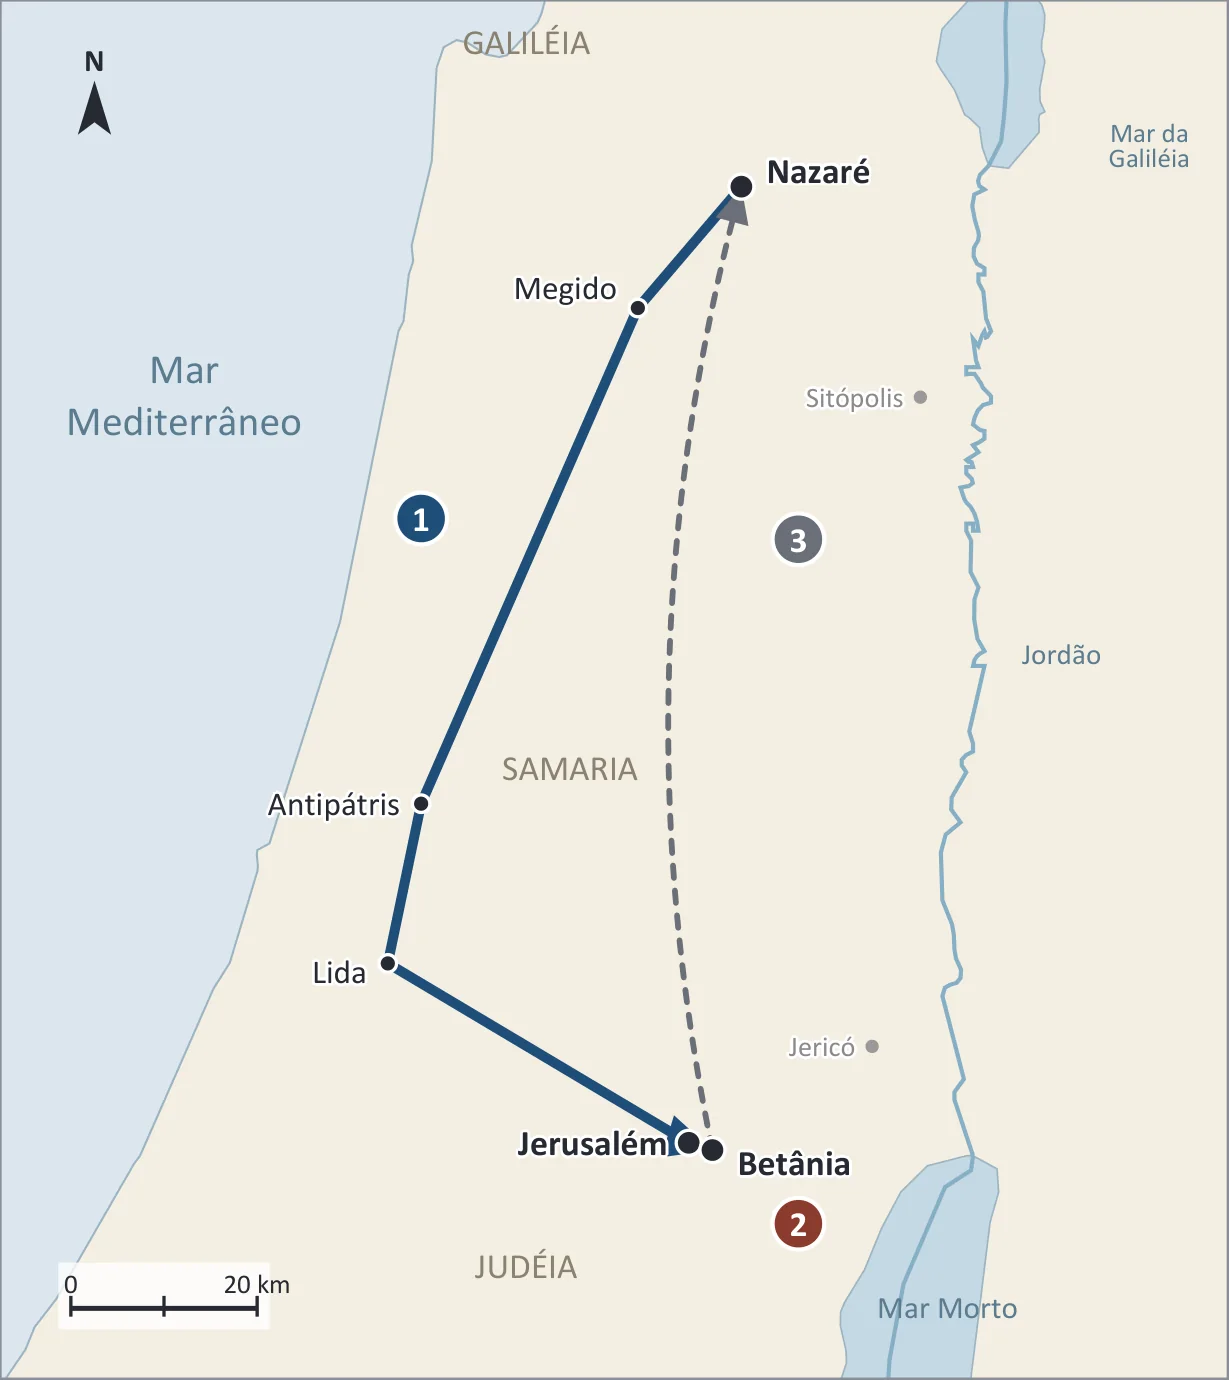 GALILÉIA
N
Mar da
Galiléia
Nazaré
Megido
Mar
Mediterrâneo
Sitópolis
1
3
Jordão
SAMARIA
Antipátris
Lida
Jericó
Jerusalém
Betânia
2
JUDÉIA
0 20 km
Mar Morto